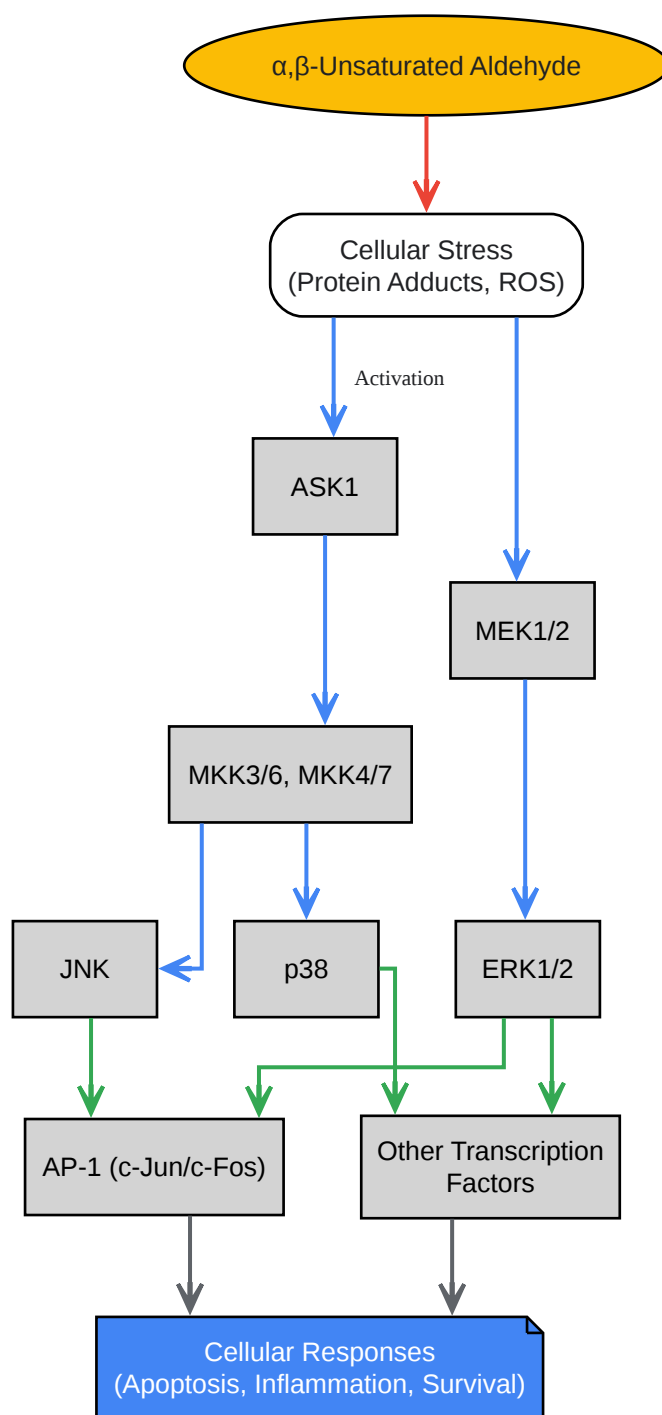 α,β-Unsaturated Aldehyde
Cellular Stress
(Protein Adducts, ROS)
Activation
ASK1
MEK1/2
MKK3/6, MKK4/7
JNK
p38
ERK1/2
AP-1 (c-Jun/c-Fos)
Other Transcription
Factors
Cellular Responses
(Apoptosis, Inflammation, Survival)